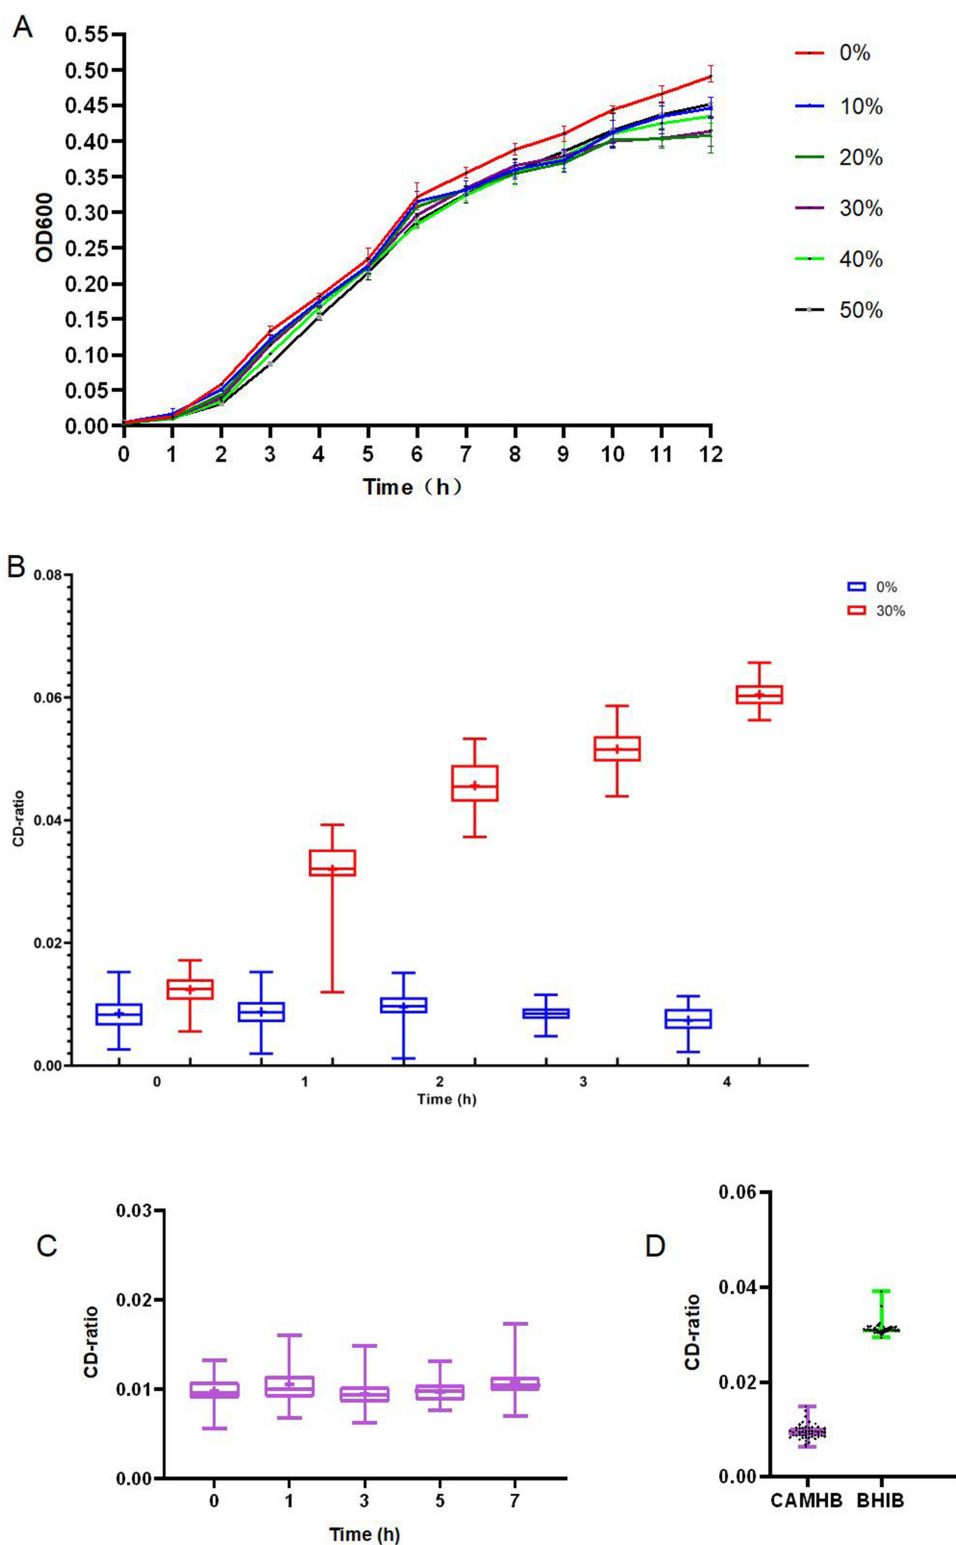 A
0.55
0.50
0.45
0.40
0.35
0.30
0.25
0.20
0.15
0.10
0.05
0.00
OD600
0 1 2 3 4 5 6 7 8 9 10 11 12
Time（h）
0%
10%
20%
30%
40%
50%
B
0.08
0.06
0.04
0.02
0.00
CD-ratio
0 1 2 3 4
Time (h)
0%
30%
C
0.03
0.02
0.01
0.00
CD-ratio
0 1 3 5 7
Time (h)
D
0.06
0.04
0.02
0.00
CD-ratio
CAMHB BHIB